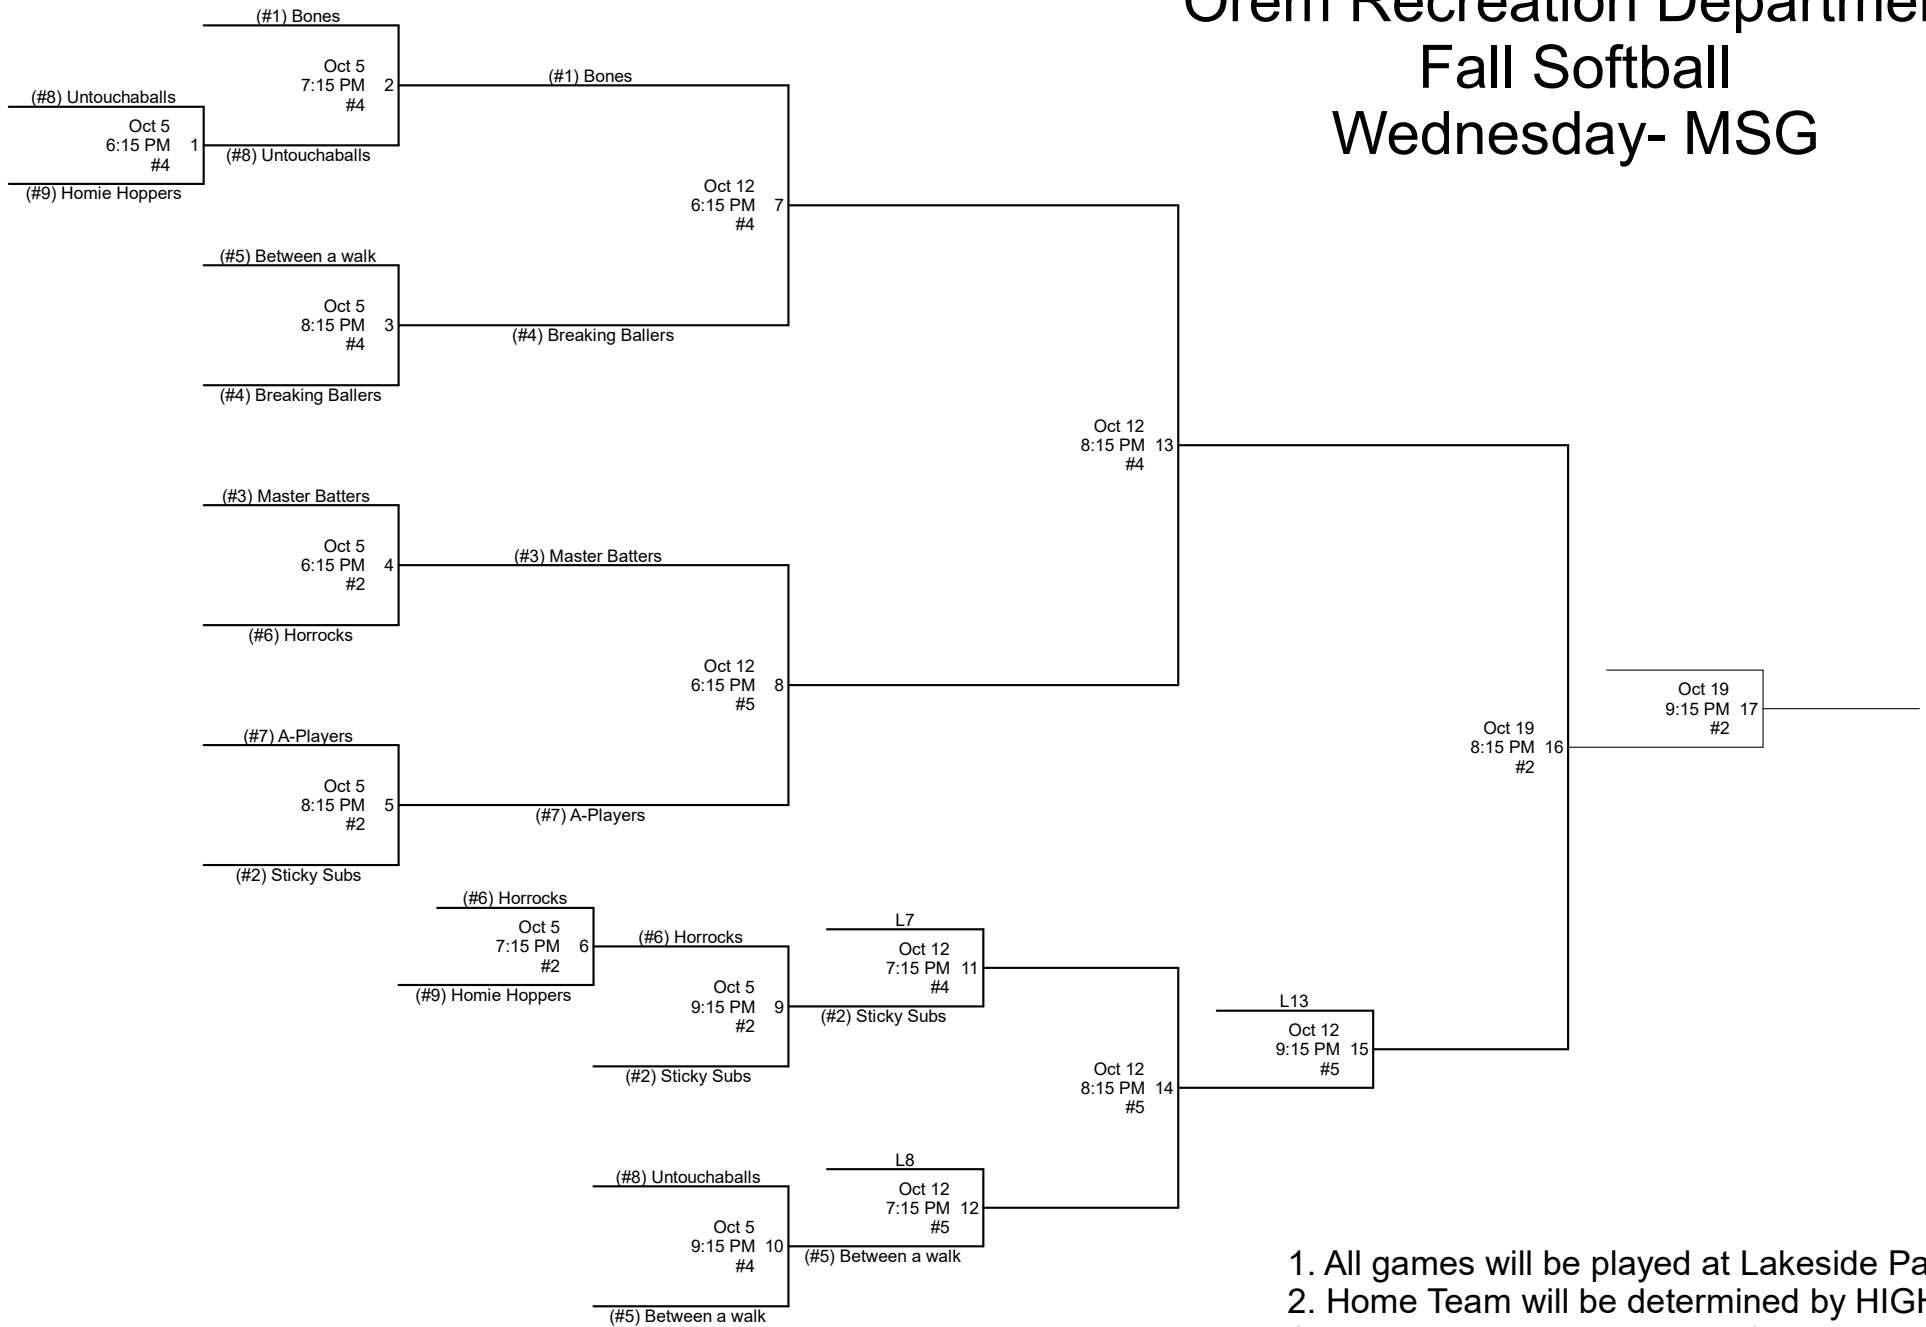 Orem Recreation
Fall Softball
Wednesday- MSG
(#1) Bones
Oct 5
7:15 PM 2
#4
(#8) Untouchaballs
Oct 5
6:15 PM 1
#4
(#9) Homie Hoppers
(#8) Untouchaballs
(#1) Bones
Oct 12
6:15 PM 7
#4
(#5) Between a walk
Oct 5
8:15 PM 3
#4
(#4) Breaking Ballers
(#4) Breaking Ballers
Oct 12
8:15 PM 13
#4
(#3) Master Batters
Oct 5
6:15 PM 4
#2
(#6) Horrocks
(#3) Master Batters
Oct 12
6:15 PM 8
#5
(#7) A-Players
Oct 5
8:15 PM 5
#2
(#2) Sticky Subs
(#7) A-Players
Oct 19
8:15 PM 16
#2
Oct 19
9:15 PM 17
#2
(#6) Horrocks
Oct 5
7:15 PM 6
#2
(#9) Homie Hoppers
(#6) Horrocks
Oct 5
9:15 PM 9
#2
(#2) Sticky Subs
L7
Oct 12
7:15 PM 11
#4
(#2) Sticky Subs
Oct 12
8:15 PM 14
#5
L13
Oct 12
9:15 PM 15
#5
(#8) Untouchaballs
Oct 5
9:15 PM 10
#4
(#5) Between a walk
L8
Oct 12
7:15 PM 12
#5
(#5) Between a walk
1. All games will be played at Lakeside
2. Home Team will be determined by